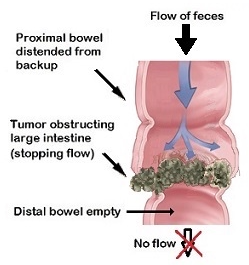 Flow of feces
Proximal bowel
distended from
backup
Tumor obstructing
large intestine
(stopping flow)
Distal bowel empty
No flow